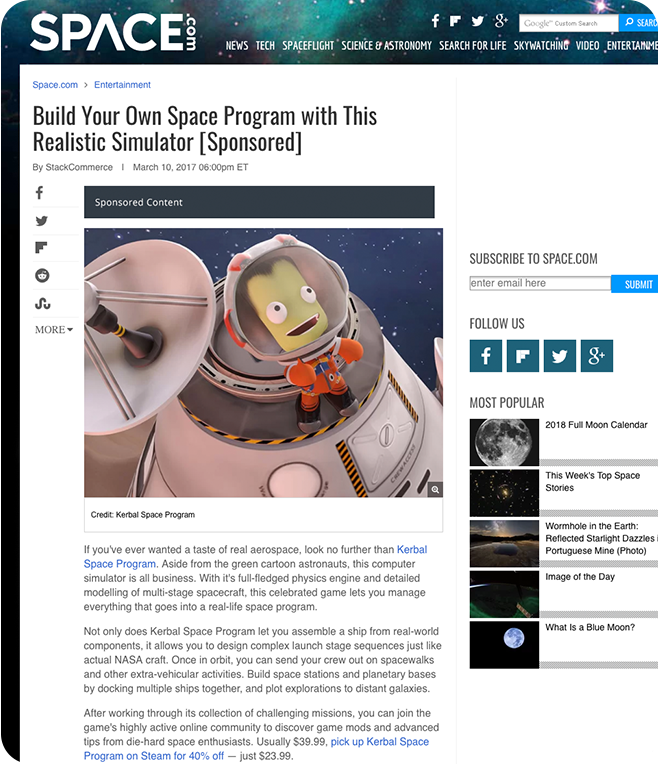 SPACE.com
Google™ Custom Search
SEARC
NEWS TECH SPACEFLIGHT SCIENCE & ASTRONOMY SEARCH FOR LIFE SKYWATCHING VIDEO ENTERTAINME
Space.com > Entertainment
Build Your Own Space Program with This
Realistic Simulator [Sponsored]
By StackCommerce | March 10, 2017 06:00pm ET
MORE
Sponsored Content
Credit: Kerbal Space Program
If you've ever wanted a taste of real aerospace, look no further than Kerbal
Space Program. Aside from the green cartoon astronauts, this computer
simulator is all business. With it's full-fledged physics engine and detailed
modelling of multi-stage spacecraft, this celebrated game lets you manage
everything that goes into a real-life space program.
Not only does Kerbal Space Program let you assemble a ship from real-world
components, it allows you to design complex launch stage sequences just like
actual NASA craft. Once in orbit, you can send your crew out on spacewalks
and other extra-vehicular activities. Build space stations and planetary bases
by docking multiple ships together, and plot explorations to distant galaxies.
After working through its collection of challenging missions, you can join the
game's highly active online community to discover game mods and advanced
tips from die-hard space enthusiasts. Usually $39.99, pick up Kerbal Space
Program on Steam for 40% off — just $23.99.
SUBSCRIBE TO SPACE.COM
enter email here
SUBMIT
FOLLOW US
MOST POPULAR
2018 Full Moon Calendar
This Week's Top Space
Stories
Wormhole in the Earth:
Reflected Starlight Dazzles i
Portuguese Mine (Photo)
Image of the Day
What Is a Blue Moon?